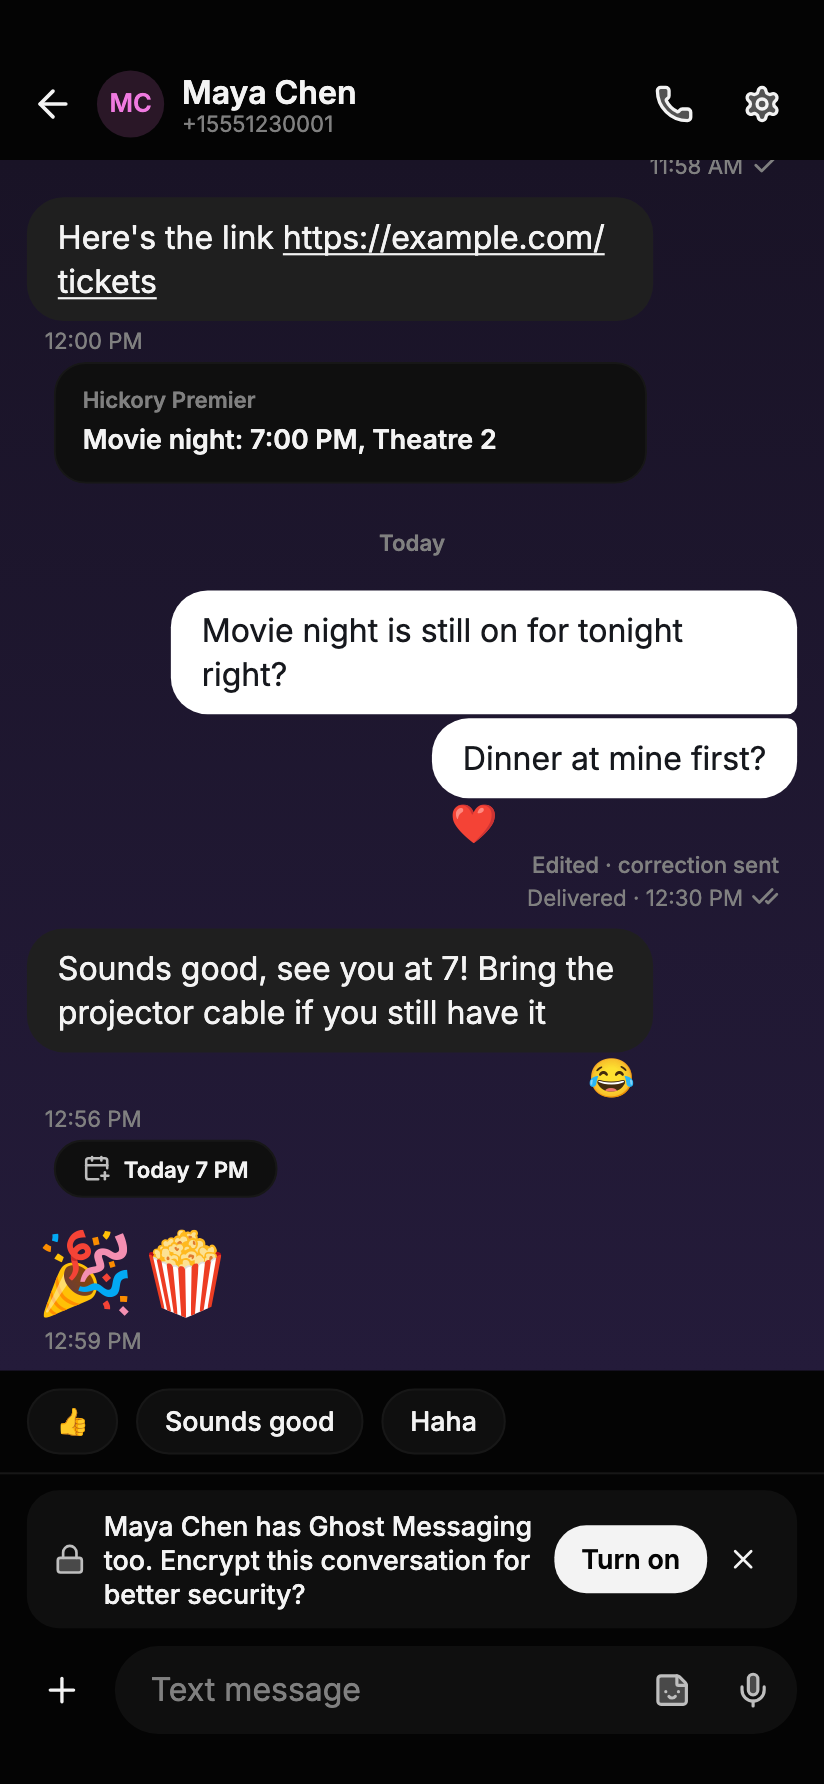 MC
Maya Chen
+15551230001
11:58 AM
Here's the link https://example.com/
tickets
12:00 PM
Hickory Premier
Movie night: 7:00 PM, Theatre 2
Today
Movie night is still on for tonight
right?
Dinner at mine first?
Edited · correction sent
Delivered · 12:30 PM
Sounds good, see you at 7! Bring the
projector cable if you still have it
12:56 PM
Today 7 PM
12:59 PM
Sounds good
Haha
Maya Chen has Ghost Messaging
too. Encrypt this conversation for
better security?
Turn on
Text message